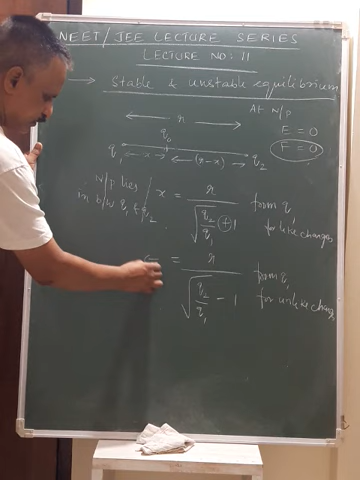 NEET/JEE LECTURE SERIES
LECTURE NO: 11
→ Stable & unstable equilibrium
r
At N/P
q₀
E = 0
q₁ x (r-x) q₂
F = 0
N/P lies in b/w q₁ & q₂
x = r / √(q₂/q₁) + 1 from q₁ for like charges
= r / √(q₂/q₁) - 1 from q₁ for unlike charges